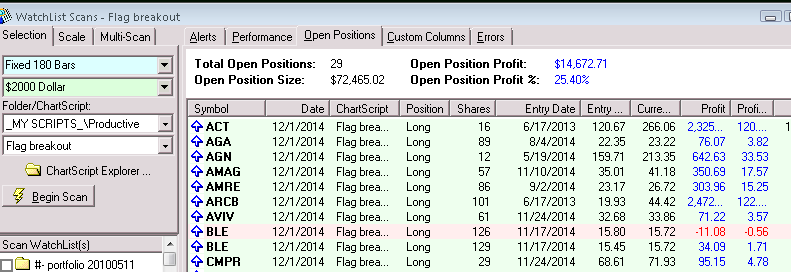 WatchList Scans - Flag breakout
Selection Scale Multi-Scan
Alerts Performance Open Positions Custom Columns Errors
Fixed 180 Bars
$2000 Dollar
Folder/ChartScript:
_MY SCRIPTS_\Productive
Flag breakout
ChartScript Explorer ...
Begin Scan
Scan WatchList(s)
#- portfolio 20100511
Total Open Positions: 29 Open Position Profit: $14,672.71
Open Position Size: $72,465.02 Open Position Profit %: 25.40%
Symbol Date ChartScript Position Shares Entry Date Entry ... Curre... Profit Profi...
ACT 12/1/2014 Flag brea... Long 16 6/17/2013 120.67 266.06 2,325... 120....
AGA 12/1/2014 Flag brea... Long 89 8/4/2014 22.35 23.22 76.07 3.82
AGN 12/1/2014 Flag brea... Long 12 5/19/2014 159.71 213.35 642.63 33.53
AMAG 12/1/2014 Flag brea... Long 57 11/10/2014 35.01 41.18 350.69 17.57
AMRE 12/1/2014 Flag brea... Long 86 9/2/2014 23.17 26.72 303.96 15.25
ARCB 12/1/2014 Flag brea... Long 101 6/17/2013 19.93 44.42 2,472... 122....
AVIV 12/1/2014 Flag brea... Long 61 11/24/2014 32.68 33.86 71.22 3.57
BLE 12/1/2014 Flag brea... Long 126 11/17/2014 15.80 15.72 -11.08 -0.56
BLE 12/1/2014 Flag brea... Long 129 11/17/2014 15.45 15.72 34.09 1.71
CMPR 12/1/2014 Flag brea... Long 29 11/24/2014 68.61 71.93 95.15 4.78